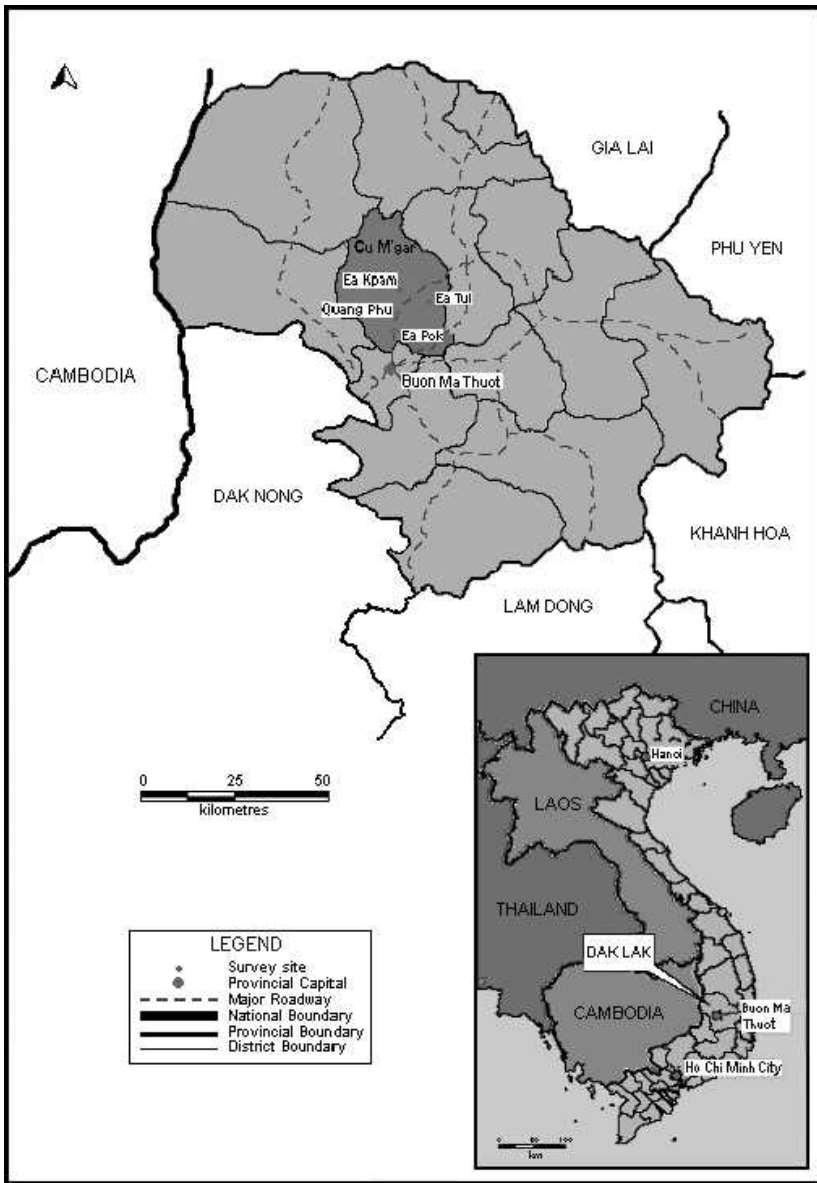 GIA LAI
PHU YEN
Cu M'gar
Ea Kpam
Ea Tul
Quang Phu
Ea Pok
CAMBODIA
Buon Ma Thuot
DAK NONG
KHANH HOA
LAM DONG
0 25 50
kilometres
LEGEND
Survey site
Provincial Capital
Major Roadway
National Boundary
Provincial Boundary
District Boundary
CHINA
Hanoi
LAOS
THAILAND
DAK LAK
CAMBODIA
Buon Ma
Thuot
Ho Chi Minh City
km